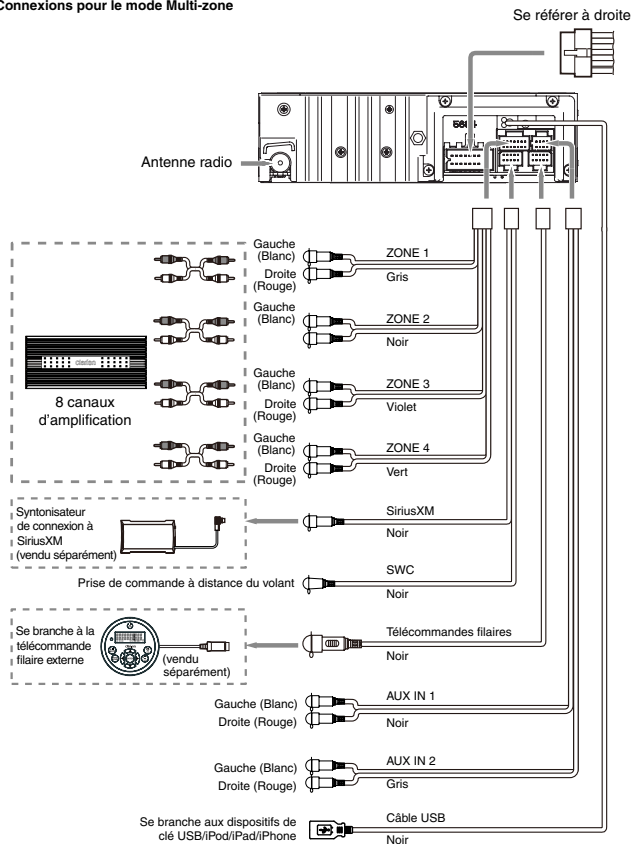 Connexions pour le mode Multi-zone
Se référer à droite
Antenne radio
Gauche
(Blanc)
ZONE 1
Droite
(Rouge)
Gris
Gauche
(Blanc)
ZONE 2
Noir
clarion
8 canaux
d'amplification
Gauche
(Blanc)
ZONE 3
Droite
(Rouge)
Violet
Gauche
(Blanc)
ZONE 4
Droite
(Rouge)
Vert
Syntonisateur
de connexion à
SiriusXM
(vendu séparément)
SiriusXM
Noir
Prise de commande à distance du volant
SWC
Noir
Se branche à la
télécommande
filaire externe
(vendu
séparément)
Télécommandes filaires
Noir
Gauche (Blanc)
AUX IN 1
Droite (Rouge)
Noir
Gauche (Blanc)
AUX IN 2
Droite (Rouge)
Gris
Se branche aux dispositifs de
clé USB/iPod/iPad/iPhone
Câble USB
Noir